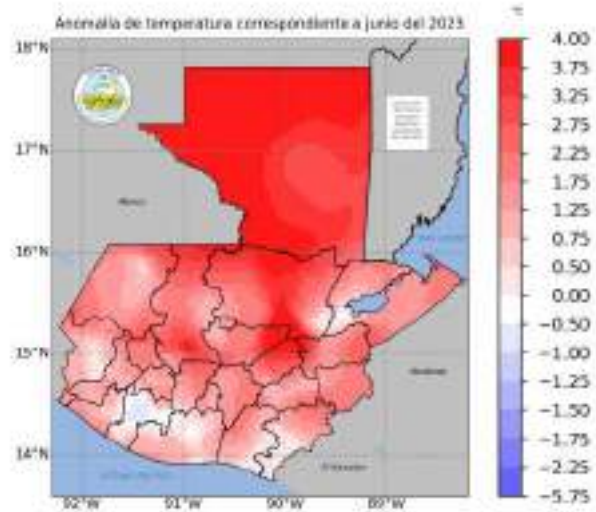 °C
Anomalía de temperatura correspondiente a junio del 2023
18°N
17°N
16°N
15°N
14°N
92°W
91°W
90°W
89°W
México
Honduras
El Salvador
4.00
3.75
3.25
2.75
2.25
1.75
1.25
0.75
0.50
0.00
−0.50
−1.00
−1.25
−1.50
−1.75
−2.25
−5.75